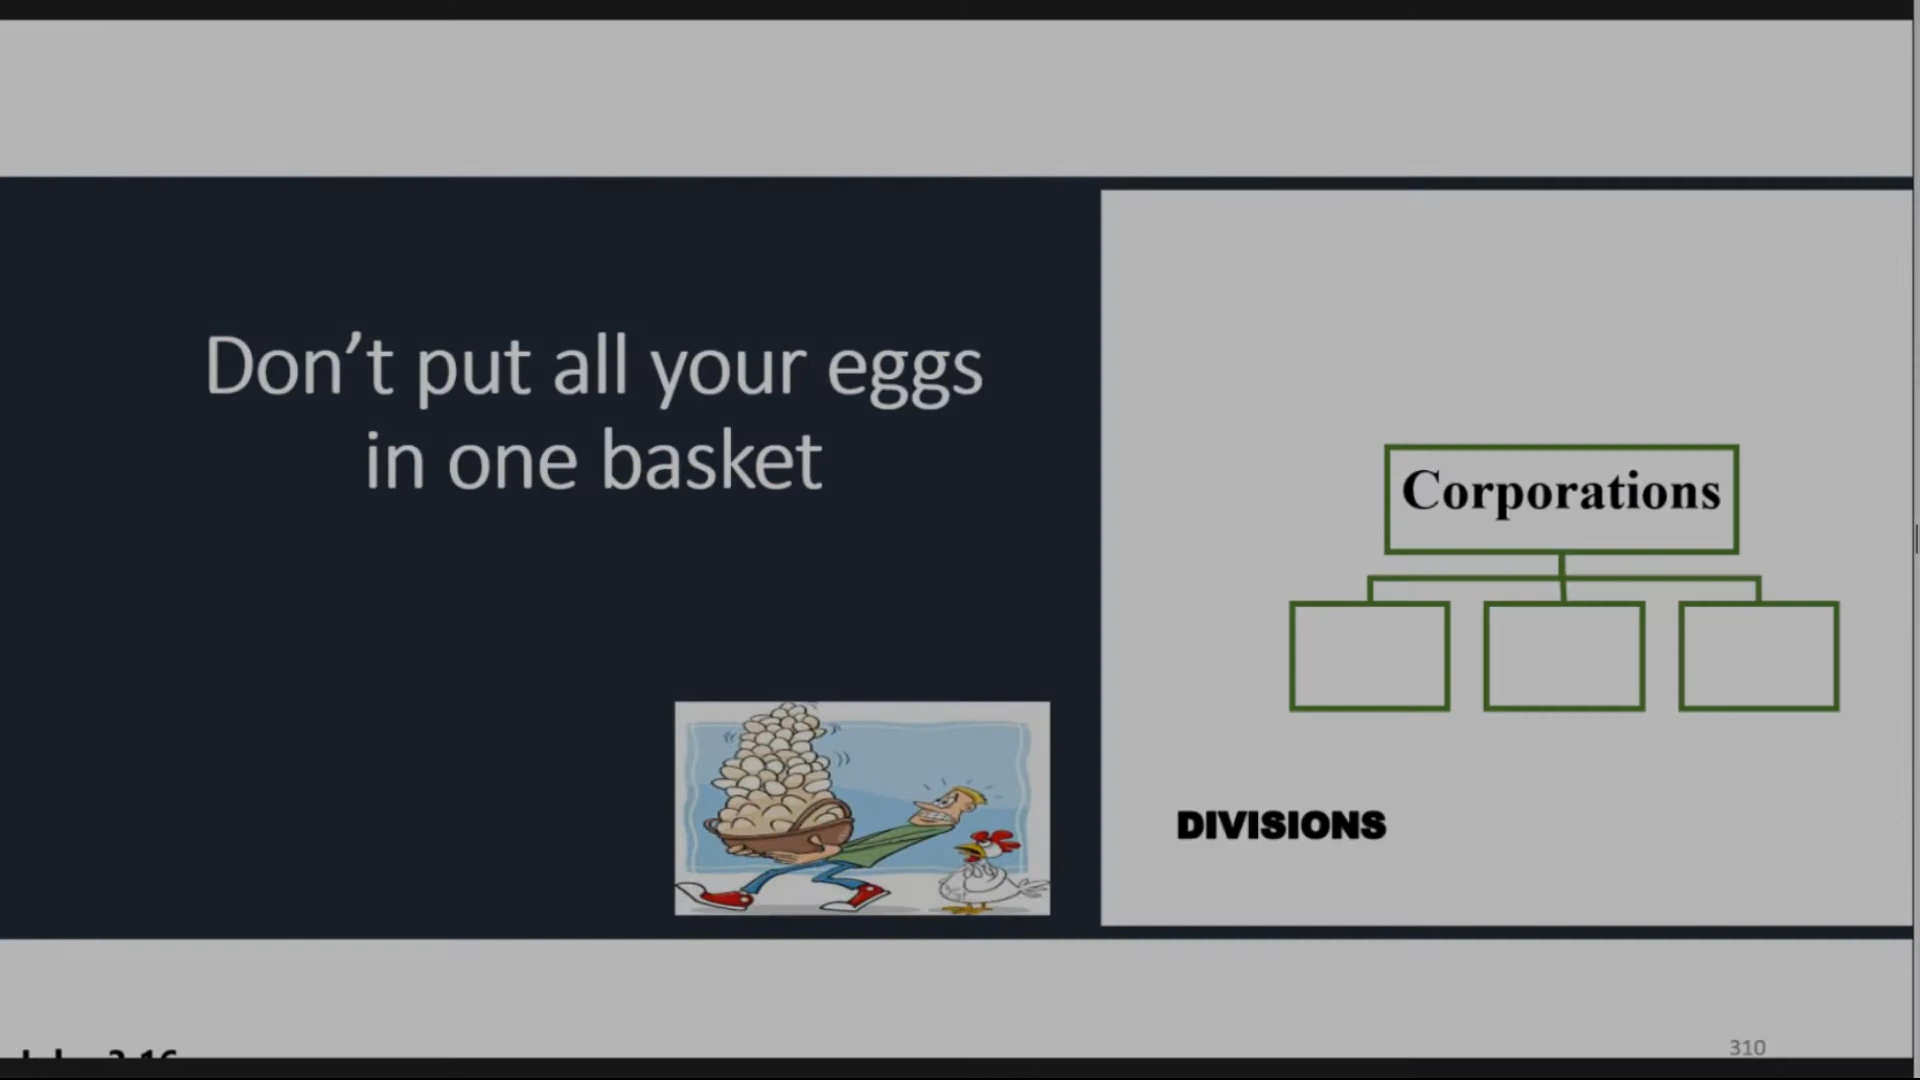 Don’t put all your eggs
in one basket
Corporations
DIVISIONS
310